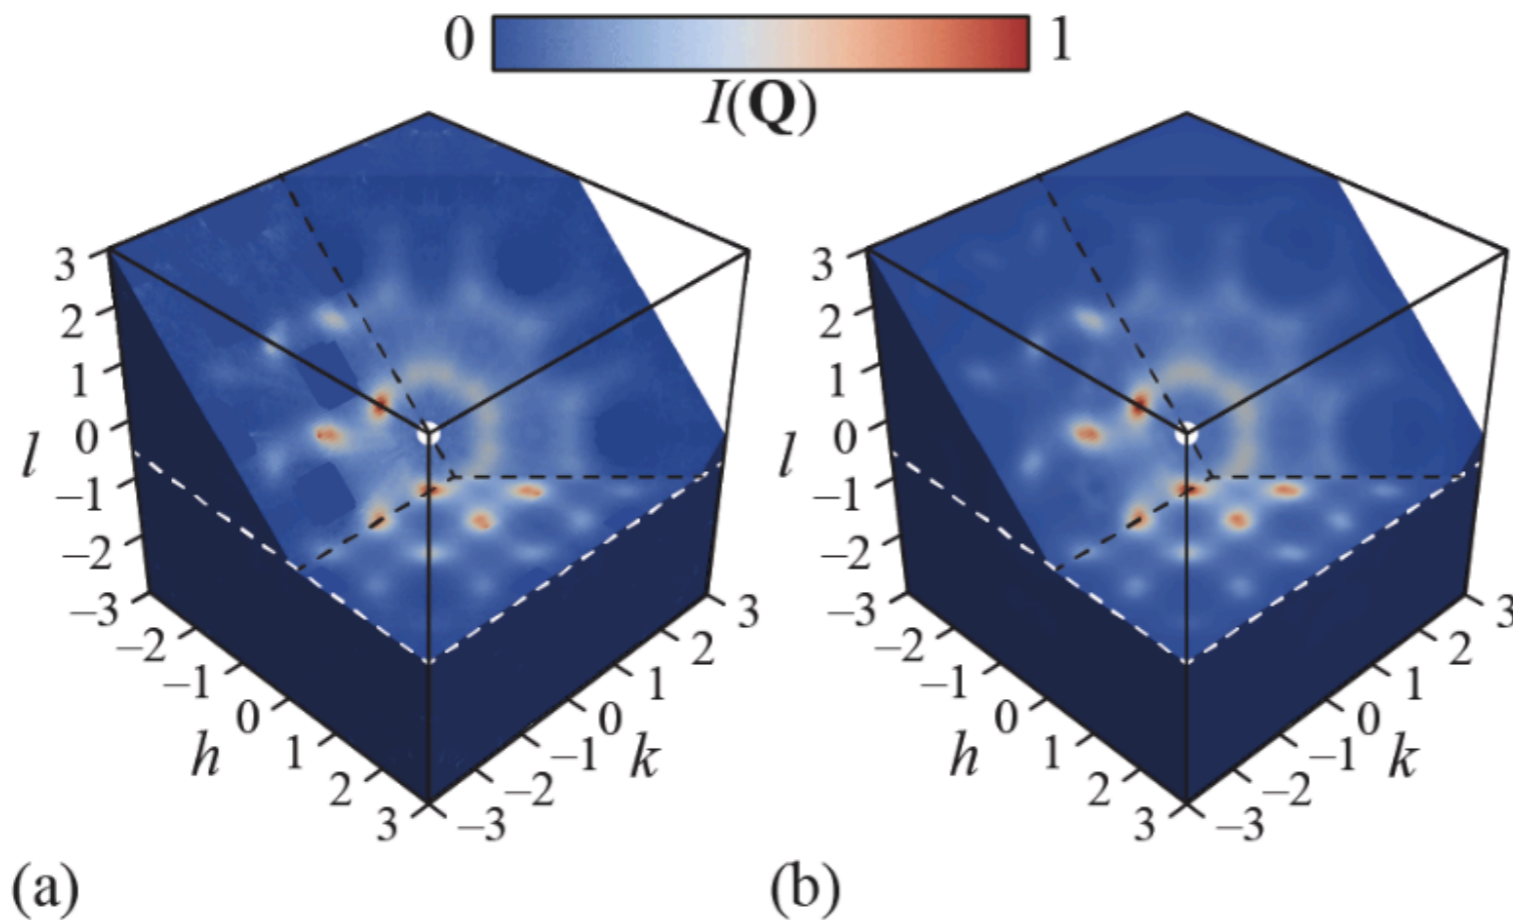 0 1
I(Q)
3 3
2 2
1 1
0 0
l −1 l −1
−2 −2
−3 3 −3 3
−2 2 −2 2
−1 1 −1 1
0 0 0 0
h 1 −1 k h 1 −1 k
2 −2 2 −2
3 −3 3 −3
(a) (b)